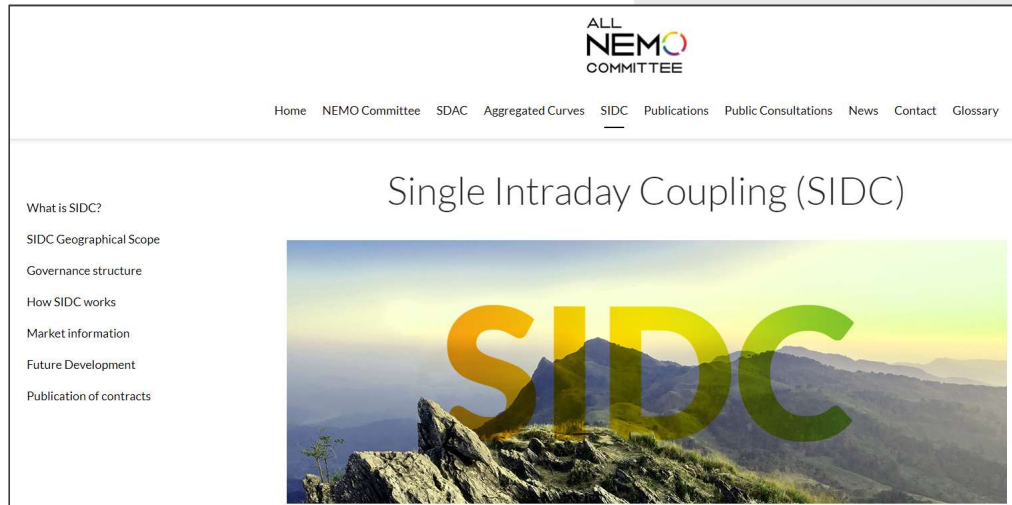 ALL
NEMO
COMMITTEE
Home NEMO Committee SDAC Aggregated Curves SIDC Publications Public Consultations News Contact Glossary
Single Intraday Coupling (SIDC)
What is SIDC?
SIDC Geographical Scope
Governance structure
How SIDC works
Market information
Future Development
Publication of contracts
SIDC